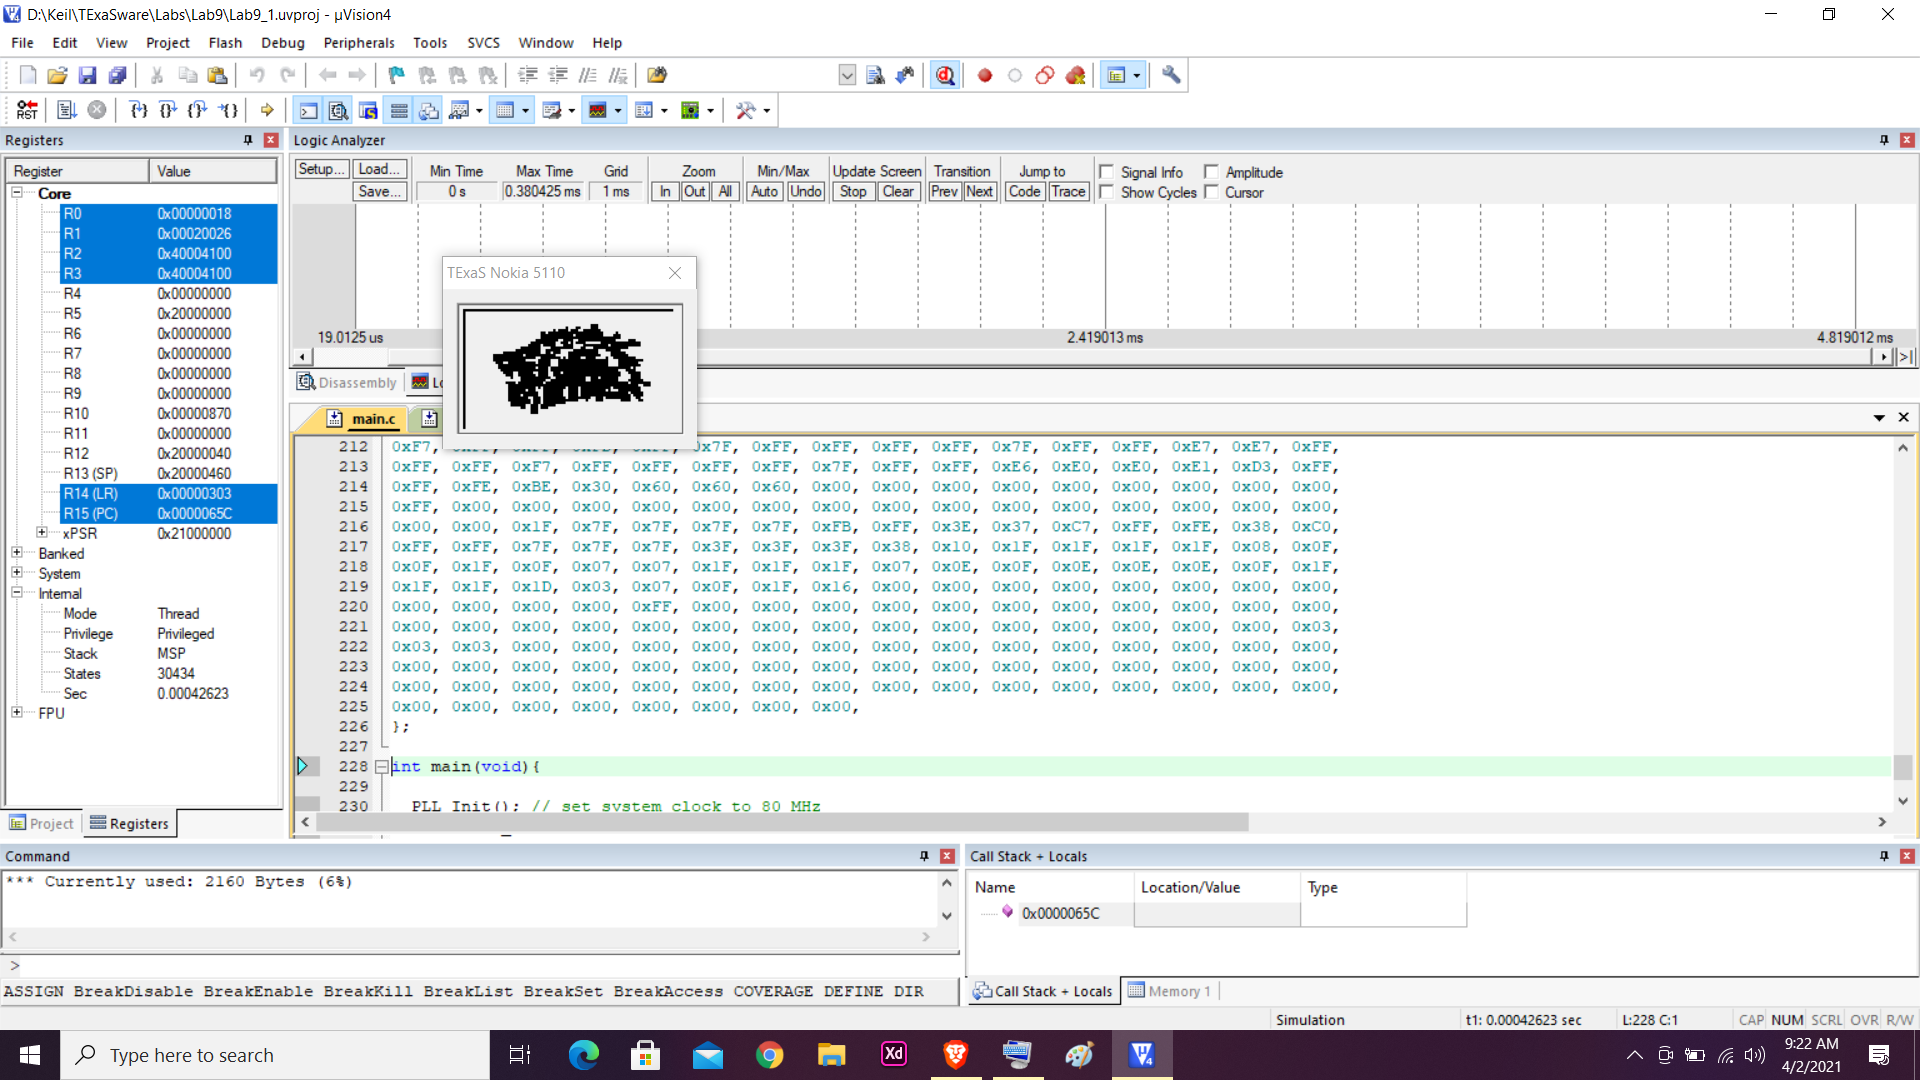 D:\Keil\TExaSware\Labs\Lab9\Lab9_1.uvproj - µVision4
File Edit View Project Flash Debug Peripherals Tools SVCS Window Help
RST
Registers
Logic Analyzer
Register Value
Core
R0 0x00000018
R1 0x00020026
R2 0x40004100
R3 0x40004100
R4 0x00000000
R5 0x20000000
R6 0x00000000
R7 0x00000000
R8 0x00000000
R9 0x00000000
R10 0x00000870
R11 0x00000000
R12 0x20000040
R13 (SP) 0x20000460
R14 (LR) 0x00000303
R15 (PC) 0x0000065C
xPSR 0x21000000
Banked
System
Internal
Mode Thread
Privilege Privileged
Stack MSP
States 30434
Sec 0.00042623
FPU
Project Registers
Setup... Load... Min Time Max Time Grid Zoom Min/Max Update Screen Transition Jump to Signal Info Amplitude
Save... 0 s 0.380425 ms 1 ms In Out All Auto Undo Stop Clear Prev Next Code Trace Show Cycles Cursor
TExaS Nokia 5110
19.0125 us 2.419013 ms 4.819012 ms
Disassembly
main.c
212 0xF7, 0x7F, 0xFF, 0xFF, 0xFF, 0xFF, 0x7F, 0xFF, 0xFF, 0xE7, 0xE7, 0xFF,
213 0xFF, 0xFF, 0xF7, 0xFF, 0xFF, 0xFF, 0xFF, 0x7F, 0xFF, 0xFF, 0xE6, 0xE0, 0xE0, 0xE1, 0xD3, 0xFF,
214 0xFF, 0xFE, 0xBE, 0x30, 0x60, 0x60, 0x60, 0x00, 0x00, 0x00, 0x00, 0x00, 0x00, 0x00, 0x00, 0x00,
215 0xFF, 0x00, 0x00, 0x00, 0x00, 0x00, 0x00, 0x00, 0x00, 0x00, 0x00, 0x00, 0x00, 0x00, 0x00, 0x00,
216 0x00, 0x00, 0x1F, 0x7F, 0x7F, 0x7F, 0x7F, 0xFB, 0xFF, 0x3E, 0x37, 0xC7, 0xFF, 0xFE, 0x38, 0xC0,
217 0xFF, 0xFF, 0x7F, 0x7F, 0x7F, 0x3F, 0x3F, 0x3F, 0x38, 0x10, 0x1F, 0x1F, 0x1F, 0x1F, 0x08, 0x0F,
218 0x0F, 0x1F, 0x0F, 0x07, 0x07, 0x1F, 0x1F, 0x1F, 0x07, 0x0E, 0x0F, 0x0E, 0x0E, 0x0E, 0x0F, 0x1F,
219 0x1F, 0x1F, 0x1D, 0x03, 0x07, 0x0F, 0x1F, 0x16, 0x00, 0x00, 0x00, 0x00, 0x00, 0x00, 0x00, 0x00,
220 0x00, 0x00, 0x00, 0x00, 0xFF, 0x00, 0x00, 0x00, 0x00, 0x00, 0x00, 0x00, 0x00, 0x00, 0x00, 0x00,
221 0x00, 0x00, 0x00, 0x00, 0x00, 0x00, 0x00, 0x00, 0x00, 0x00, 0x00, 0x00, 0x00, 0x00, 0x00, 0x03,
222 0x03, 0x03, 0x00, 0x00, 0x00, 0x00, 0x00, 0x00, 0x00, 0x00, 0x00, 0x00, 0x00, 0x00, 0x00, 0x00,
223 0x00, 0x00, 0x00, 0x00, 0x00, 0x00, 0x00, 0x00, 0x00, 0x00, 0x00, 0x00, 0x00, 0x00, 0x00, 0x00,
224 0x00, 0x00, 0x00, 0x00, 0x00, 0x00, 0x00, 0x00, 0x00, 0x00, 0x00, 0x00, 0x00, 0x00, 0x00, 0x00,
225 0x00, 0x00, 0x00, 0x00, 0x00, 0x00, 0x00, 0x00,
226 };
227
228 int main(void){
229
230 PLL_Init(); // set system clock to 80 MHz
Command
*** Currently used: 2160 Bytes (6%)
>
ASSIGN BreakDisable BreakEnable BreakKill BreakList BreakSet BreakAccess COVERAGE DEFINE DIR
Call Stack + Locals
Name Location/Value Type
0x0000065C
Call Stack + Locals Memory 1
Simulation t1: 0.00042623 sec L:228 C:1 CAP NUM SCRL OVR R/W
Type here to search
Xd
9:22 AM
4/2/2021